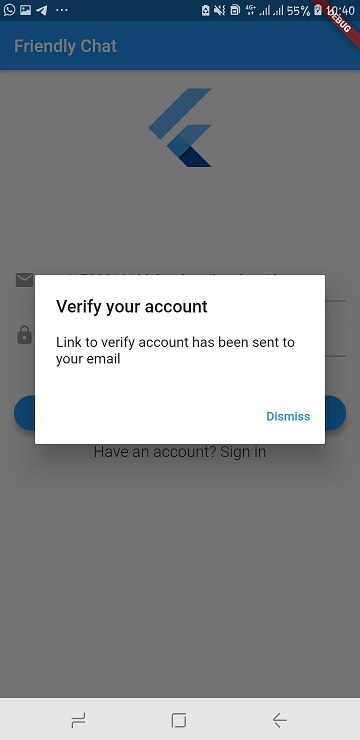 4G+ 55% 10:40
DEBUG
Friendly Chat
Verify your account
Link to verify account has been sent to
your email
Dismiss
Have an account? Sign in